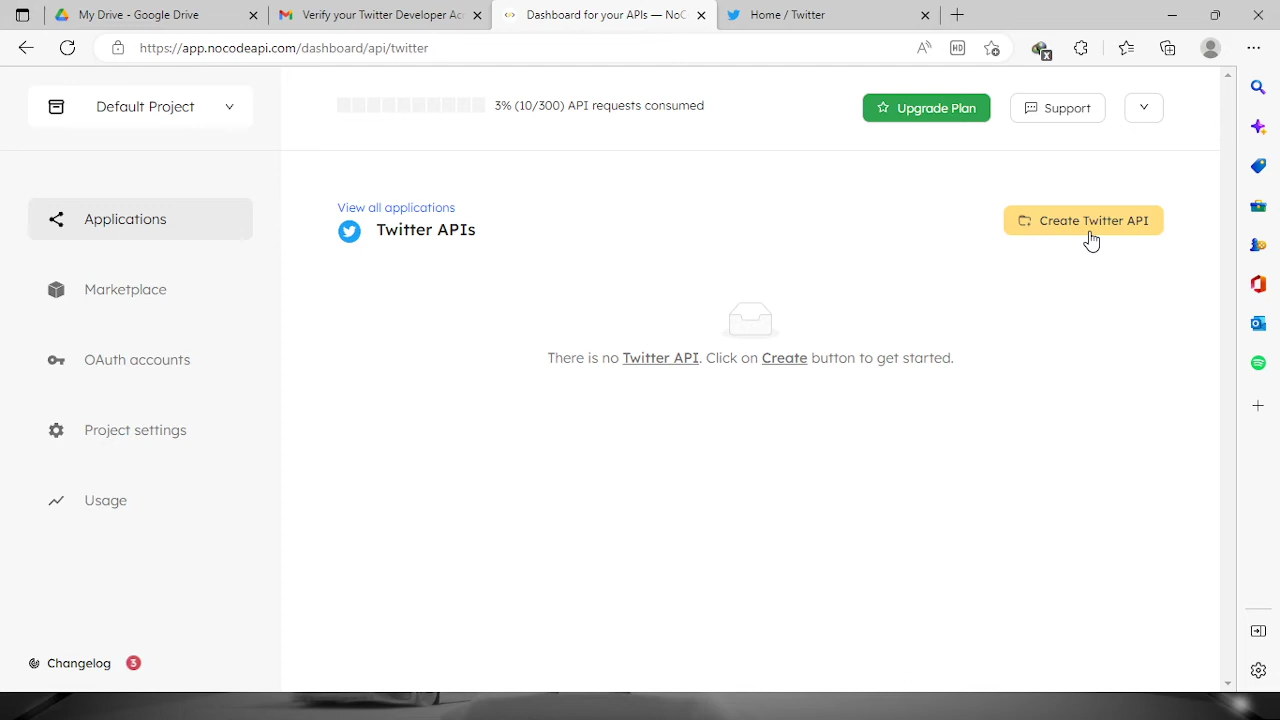 My Drive - Google Drive
Verify your Twitter Developer Acc
Dashboard for your APIs — NoC
Home / Twitter
https://app.nocodeapi.com/dashboard/api/twitter
A
HD
x
Default Project
3% (10/300) API requests consumed
Upgrade Plan
Support
Applications
View all applications
Twitter APIs
Create Twitter API
Marketplace
There is no Twitter API. Click on Create button to get started.
OAuth accounts
Project settings
Usage
Changelog
3